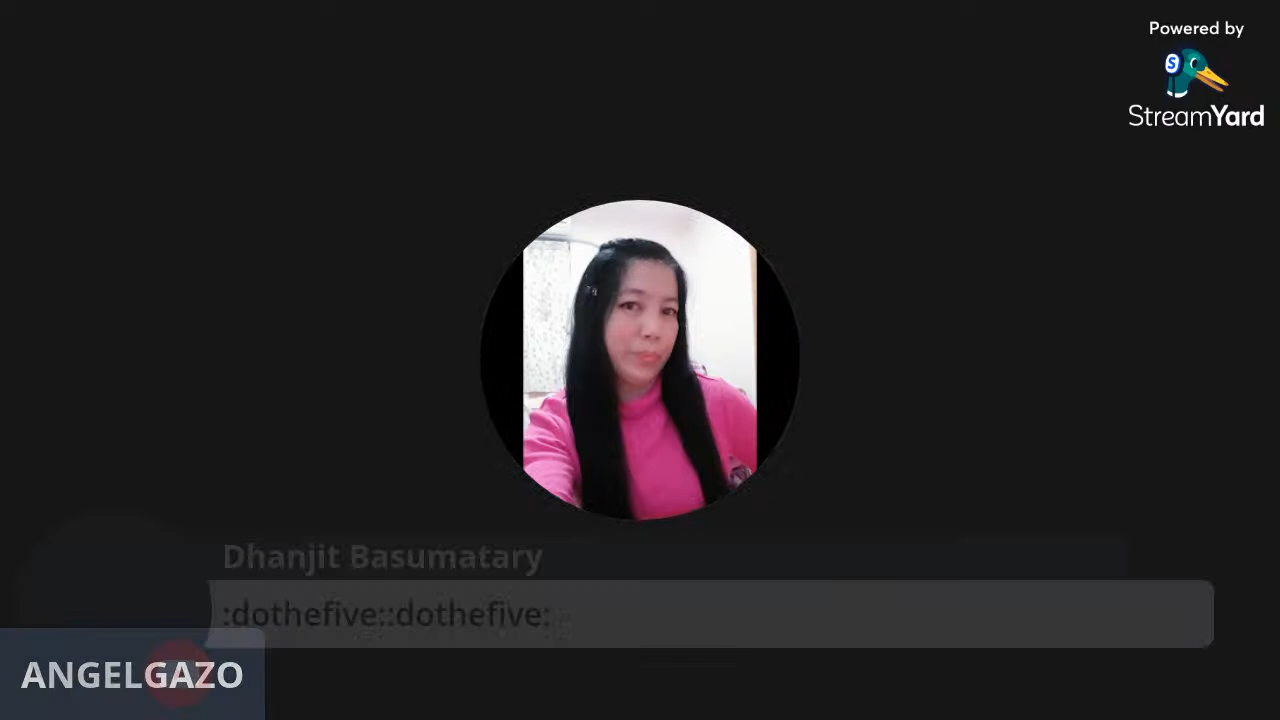 Powered by
S
StreamYard
Dhanjit Basumatary
:dothefive::dothefive:
ANGELGAZO